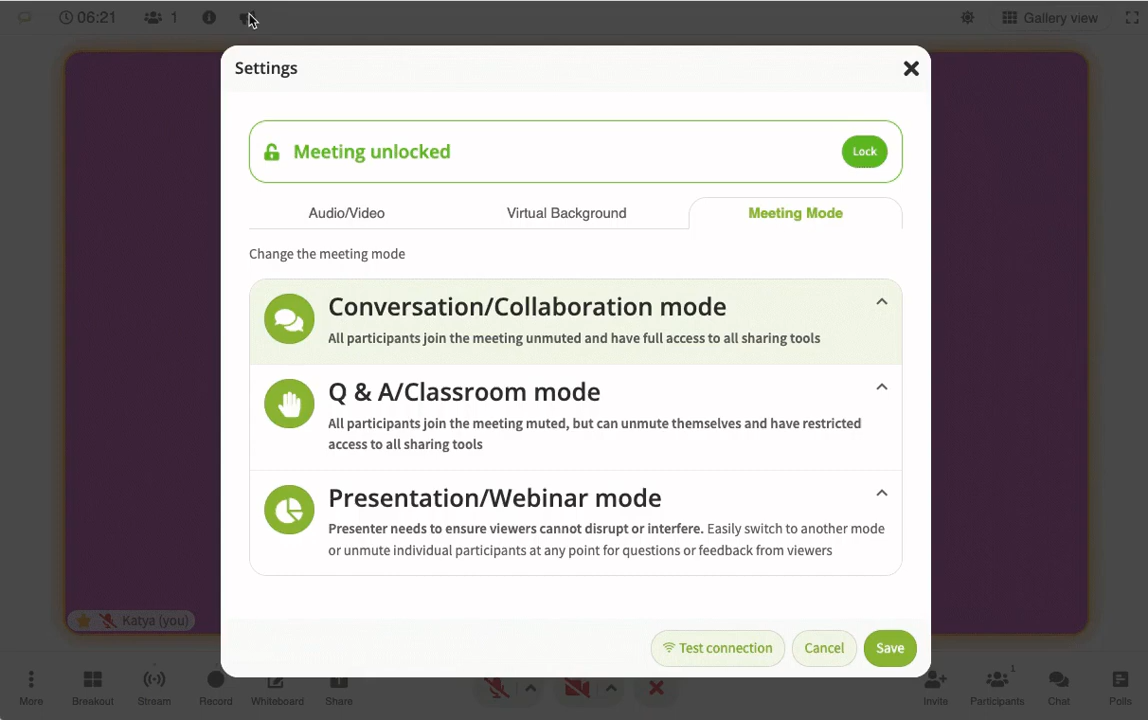 06:21 1 Gallery view
Settings
Meeting unlocked Lock
Audio/Video Virtual Background Meeting Mode
Change the meeting mode
Conversation/Collaboration mode
All participants join the meeting unmuted and have full access to all sharing tools
Q & A/Classroom mode
All participants join the meeting muted, but can unmute themselves and have restricted
access to all sharing tools
Presentation/Webinar mode
Presenter needs to ensure viewers cannot disrupt or interfere. Easily switch to another mode
or unmute individual participants at any point for questions or feedback from viewers
Katya (you)
Test connection Cancel Save
1
More Breakout Stream Record Whiteboard Share Invite Participants Chat Polls